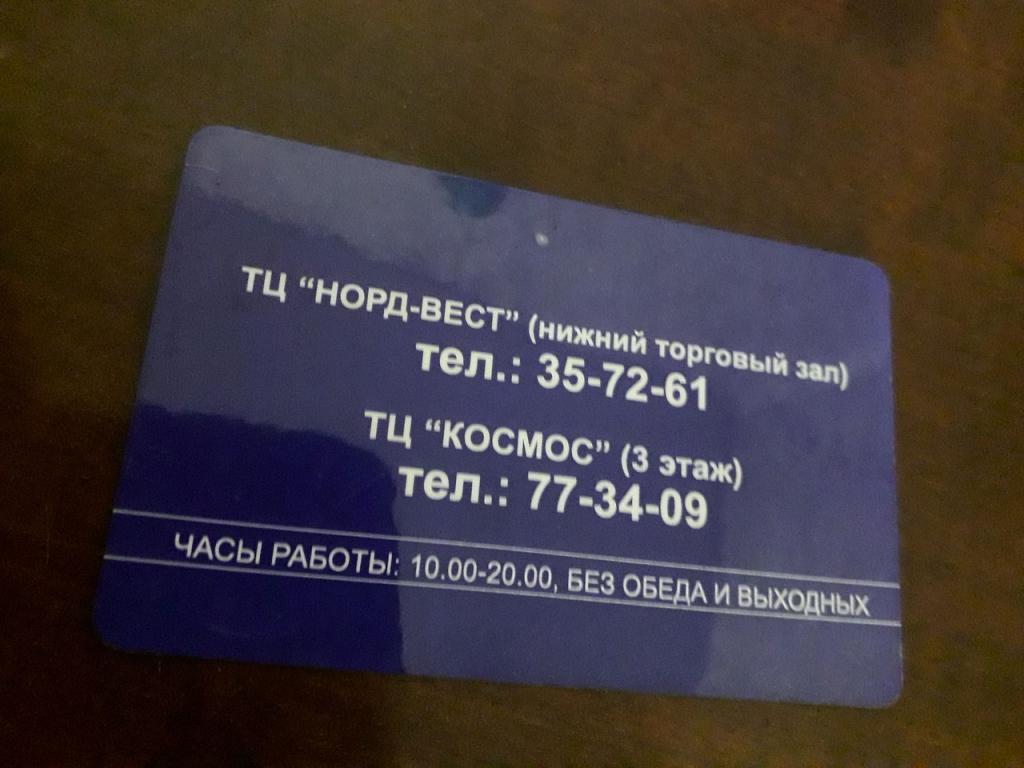 ТЦ “НОРД-ВЕСТ” (нижний торговый зал)
тел.: 35-72-61
ТЦ “КОСМОС” (3 этаж)
тел.: 77-34-09
ЧАСЫ РАБОТЫ: 10.00-20.00, БЕЗ ОБЕДА И ВЫХОДНЫХ